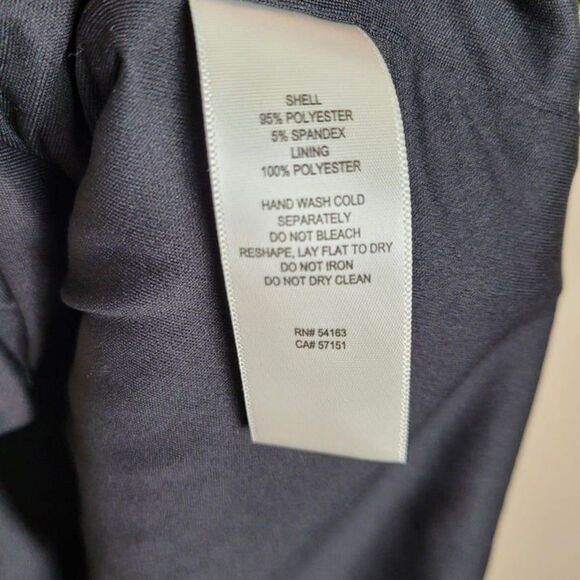 SHELL
95% POLYESTER
5% SPANDEX
LINING
100% POLYESTER
HAND WASH COLD
SEPARATELY
DO NOT BLEACH
RESHAPE, LAY FLAT TO DRY
DO NOT IRON
DO NOT DRY CLEAN
RN# 54163
CA# 57151